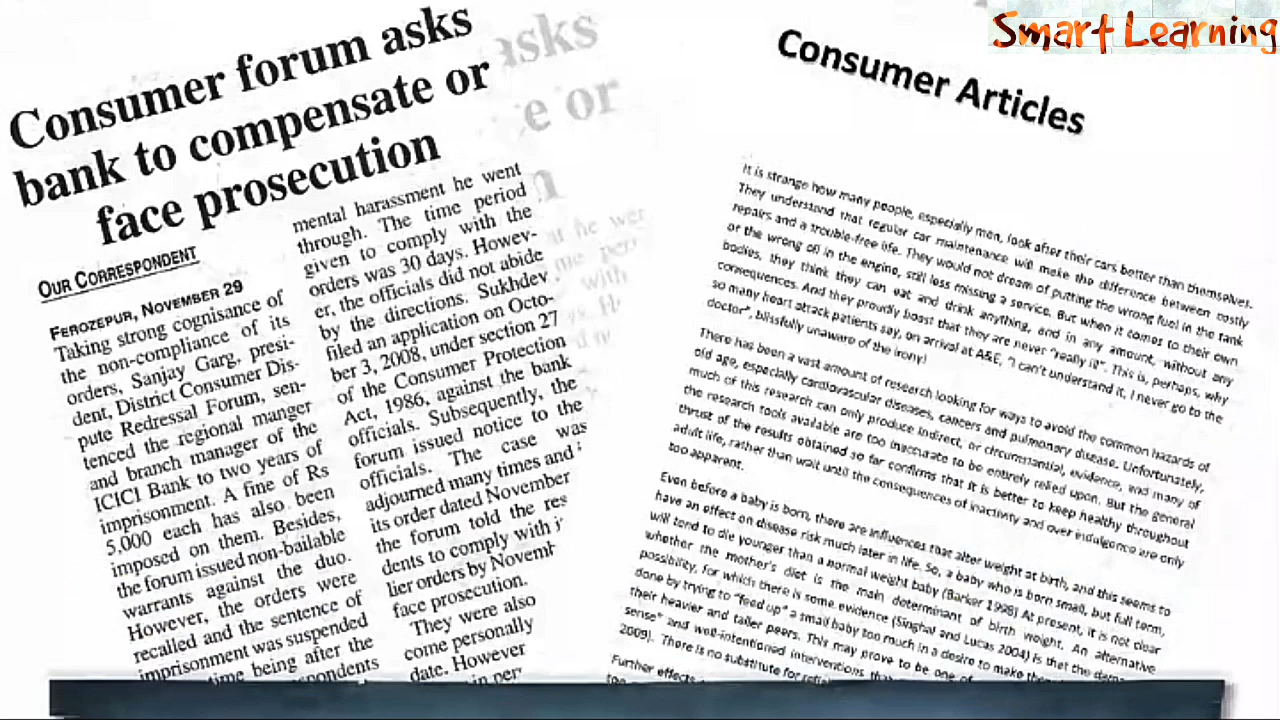 Smart Learning
Consumer forum asks
bank to compensate or
face prosecution
OUR CORRESPONDENT
FEROZEPUR, NOVEMBER 29
Taking strong cognisance of
the non-compliance of its
orders, Sanjay Garg, presi-
dent, District Consumer Dis-
pute Redressal Forum, sen-
tenced the regional manger
and branch manager of the
ICICI Bank to two years of
imprisonment. A fine of Rs
5,000 each has also been
imposed on them. Besides,
the forum issued non-bailable
warrants against the duo.
However, the orders were
recalled and the sentence of
imprisonment was suspended
time being after the
pondents
mental harassment he went
through. The time period
given to comply with the
orders was 30 days. Howev-
er, the officials did not abide
by the directions. Sukhdev
filed an application on Octo-
ber 3, 2008, under section 27
of the Consumer Protection
Act, 1986, against the bank
officials. Subsequently, the
forum issued notice to the
officials. The case was
adjourned many times and
its order dated November
the forum told the res
dents to comply with
lier orders by Novemb
face prosecution.
They were also
come personally
date. However
in per
asks
e or
n
Consumer Articles
It is strange how many people, especially men, look after their cars better than themselves.
They understand that regular car maintenance will make the difference between costly
repairs and a trouble-free life. They would not dream of putting the wrong fuel in the tank
or the wrong oil in the engine, still less missing a service. But when it comes to their own
bodies, they think they can eat and drink anything, and in any amount, "without any
consequences. And they proudly boast that they are never "really ill". This is, perhaps, why
so many heart attack patients say, on arrival at A&E, "I can't understand it, I never go to the
doctor", blissfully unaware of the irony!
There has been a vast amount of research looking for ways to avoid the common hazards of
old age, especially cardiovascular diseases, cancers and pulmonary disease. Unfortunately,
much of this research can only produce indirect, or circumstantial, evidence, and many of
the research tools available are too inaccurate to be entirely relied upon. But the general
thrust of the results obtained so far confirms that it is better to keep healthy throughout
adult life, rather than wait until the consequences of inactivity and over indulgence are only
too apparent.
Even before a baby is born, there are influences that alter weight at birth, and this seems to
have an effect on disease risk much later in life. So, a baby who is born small, but full term,
will tend to die younger than a normal weight baby (Barker 1998) At present, it is not clear
whether the mother's diet is the main determinant of birth weight. An alternative
possibility, for which there is some evidence (Singhal and Lucas 2004) is that the
done by trying to "feed up" a small baby too much in a desire to make
their heavier and taller peers. This may prove to be one of
sense" and well-intentioned interventions
2009). There is no substitute for
Further effects